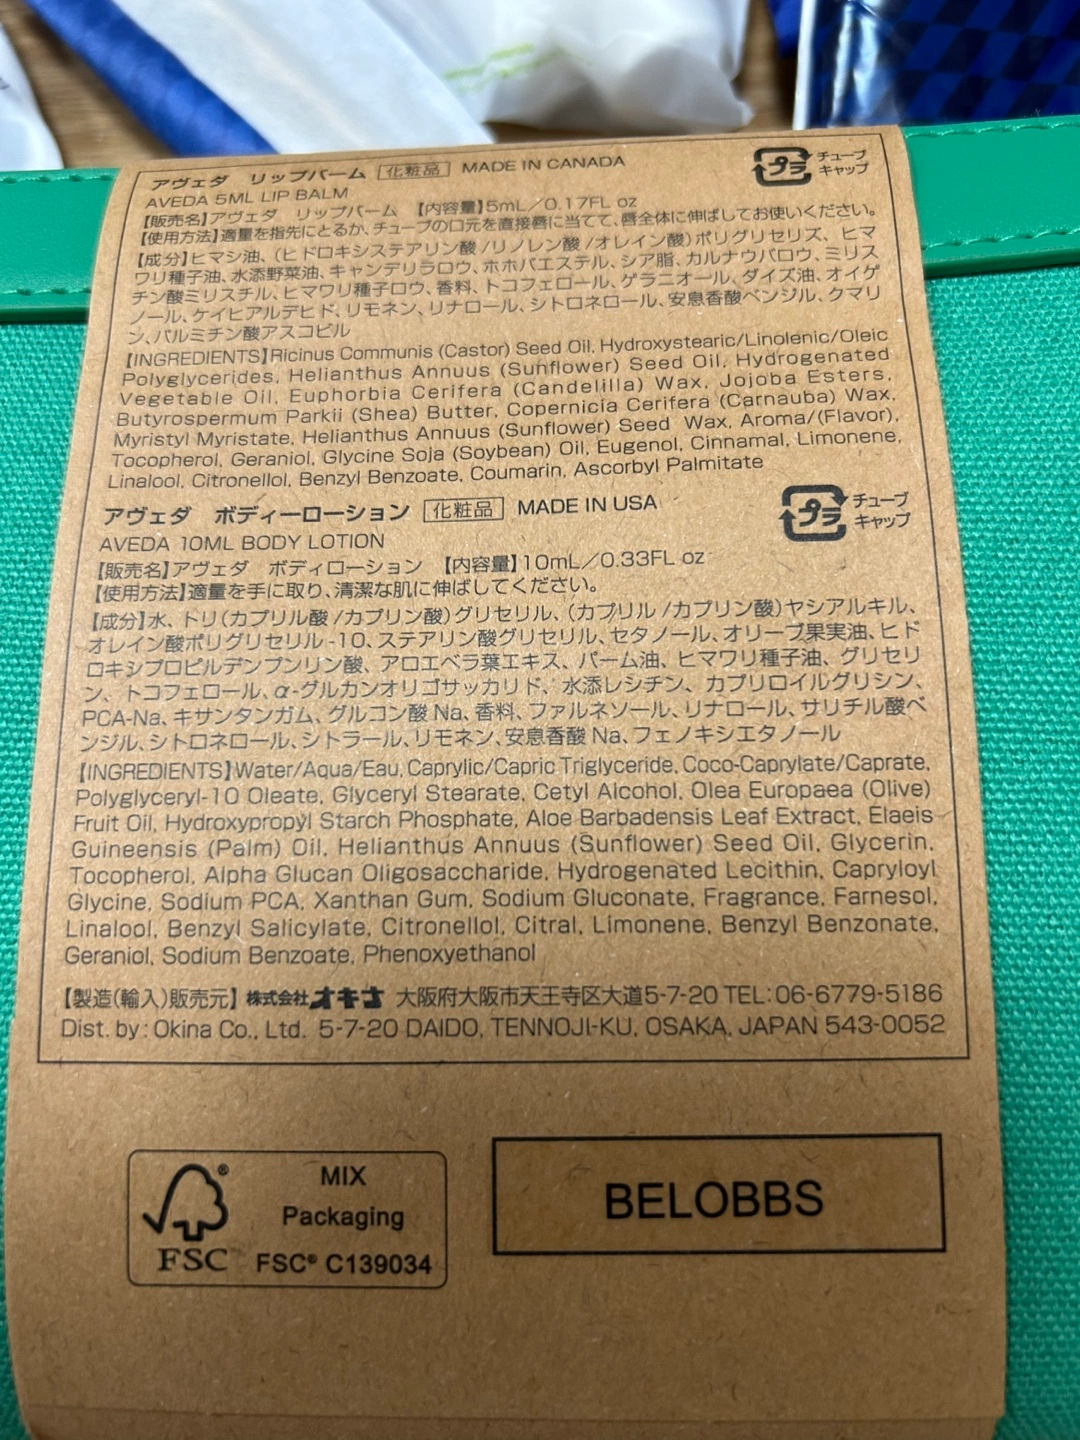 アヴェダ　リップバーム 化粧品 MADE IN CANADA
プラ チューブ キャップ
AVEDA 5ML LIP BALM
【販売名】アヴェダ　リップバーム　【内容量】5mL／0.17FL oz
【使用方法】適量を指先にとるか、チューブの口元を直接唇に当てて、唇全体に伸ばしてお使いください。
【成分】ヒマシ油、(ヒドロキシステアリン酸/リノレン酸/オレイン酸)ポリグリセリズ、ヒマ
ワリ種子油、水添野菜油、キャンデリラロウ、ホホバエステル、シア脂、カルナウバロウ、ミリス
チン酸ミリスチル、ヒマワリ種子ロウ、香料、トコフェロール、ゲラニオール、ダイズ油、オイゲ
ノール、ケイヒアルデヒド、リモネン、リナロール、シトロネロール、安息香酸ベンジル、クマリ
ン、パルミチン酸アスコビル
【INGREDIENTS】Ricinus Communis (Castor) Seed Oil, Hydroxystearic/Linolenic/Oleic
Polyglycerides, Helianthus Annuus (Sunflower) Seed Oil, Hydrogenated
Vegetable Oil, Euphorbia Cerifera (Candelilla) Wax, Jojoba Esters,
Butyrospermum Parkii (Shea) Butter, Copernicia Cerifera (Carnauba) Wax,
Myristyl Myristate, Helianthus Annuus (Sunflower) Seed Wax, Aroma/(Flavor),
Tocopherol, Geraniol, Glycine Soja (Soybean) Oil, Eugenol, Cinnamal, Limonene,
Linalool, Citronellol, Benzyl Benzoate, Coumarin, Ascorbyl Palmitate
アヴェダ　ボディーローション 化粧品 MADE IN USA
プラ チューブ キャップ
AVEDA 10ML BODY LOTION
【販売名】アヴェダ　ボディローション　【内容量】10mL／0.33FL oz
【使用方法】適量を手に取り、清潔な肌に伸ばしてください。
【成分】水、トリ(カプリル酸/カプリン酸)グリセリル、(カプリル/カプリン酸)ヤシアルキル、
オレイン酸ポリグリセリル-10、ステアリン酸グリセリル、セタノール、オリーブ果実油、ヒド
ロキシプロピルデンプンリン酸、アロエベラ葉エキス、パーム油、ヒマワリ種子油、グリセリ
ン、トコフェロール、α-グルカンオリゴサッカリド、水添レシチン、カプリロイルグリシン、
PCA-Na、キサンタンガム、グルコン酸Na、香料、ファルネソール、リナロール、サリチル酸ベ
ンジル、シトロネロール、シトラール、リモネン、安息香酸Na、フェノキシエタノール
【INGREDIENTS】Water/Aqua/Eau, Caprylic/Capric Triglyceride, Coco-Caprylate/Caprate,
Polyglyceryl-10 Oleate, Glyceryl Stearate, Cetyl Alcohol, Olea Europaea (Olive)
Fruit Oil, Hydroxypropyl Starch Phosphate, Aloe Barbadensis Leaf Extract, Elaeis
Guineensis (Palm) Oil, Helianthus Annuus (Sunflower) Seed Oil, Glycerin,
Tocopherol, Alpha Glucan Oligosaccharide, Hydrogenated Lecithin, Capryloyl
Glycine, Sodium PCA, Xanthan Gum, Sodium Gluconate, Fragrance, Farnesol,
Linalool, Benzyl Salicylate, Citronellol, Citral, Limonene, Benzyl Benzonate,
Geraniol, Sodium Benzoate, Phenoxyethanol
【製造(輸入)販売元】株式会社オキナ 大阪府大阪市天王寺区大道5-7-20 TEL:06-6779-5186
Dist. by: Okina Co., Ltd. 5-7-20 DAIDO, TENNOJI-KU, OSAKA, JAPAN 543-0052
FSC®
MIX
Packaging
FSC® C139034
BELOBBS